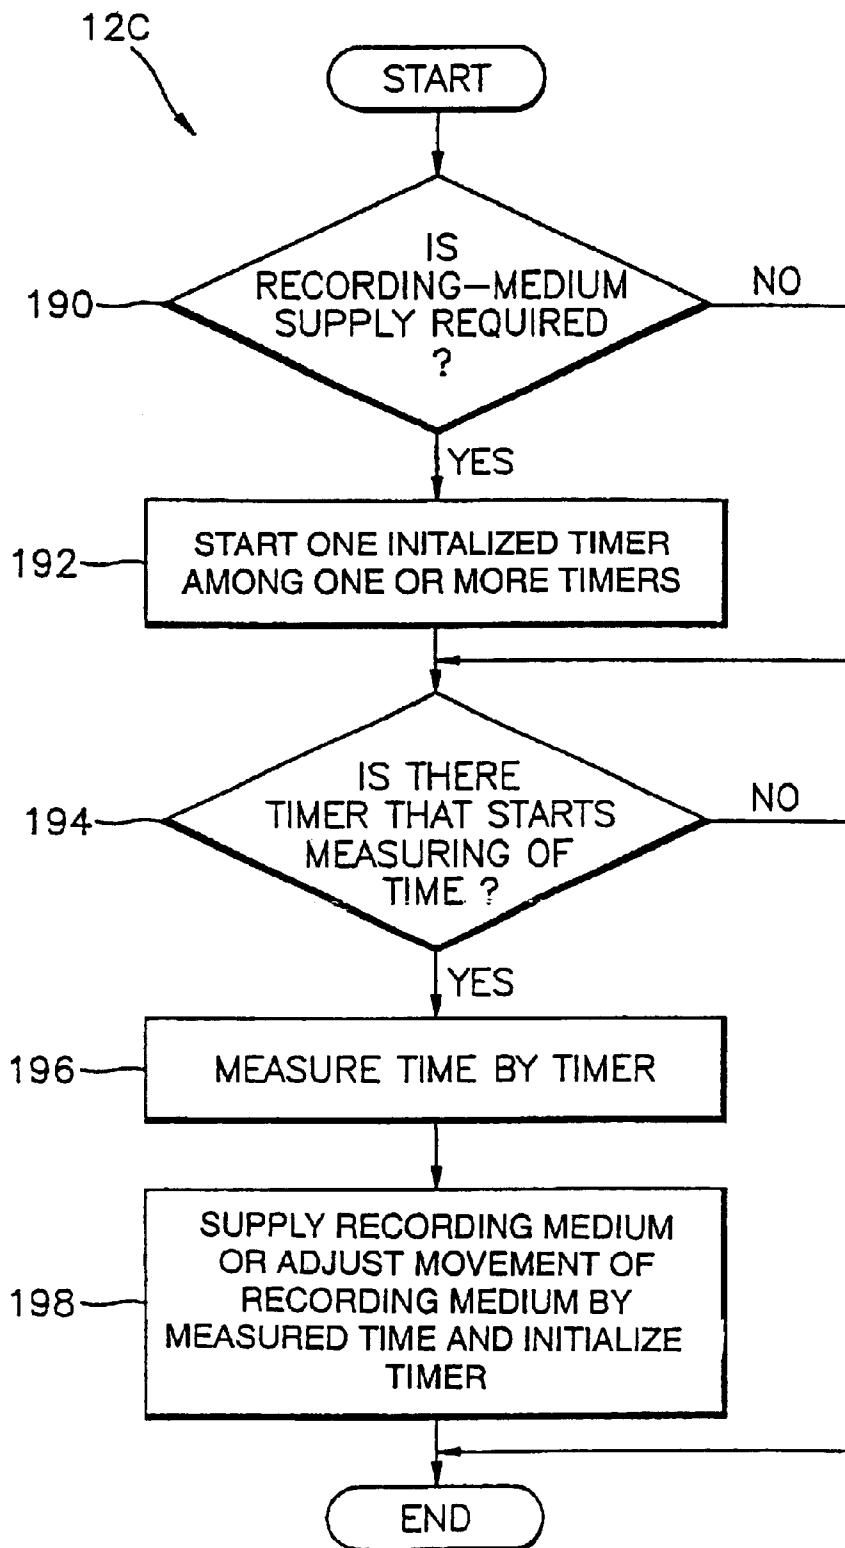 12C
START
190
IS
RECORDING—MEDIUM
SUPPLY REQUIRED
?
NO
YES
192
START ONE INITALIZED TIMER
AMONG ONE OR MORE TIMERS
194
IS THERE
TIMER THAT STARTS
MEASURING OF
TIME ?
NO
YES
196
MEASURE TIME BY TIMER
198
SUPPLY RECORDING MEDIUM
OR ADJUST MOVEMENT OF
RECORDING MEDIUM BY
MEASURED TIME AND INITIALIZE
TIMER
END